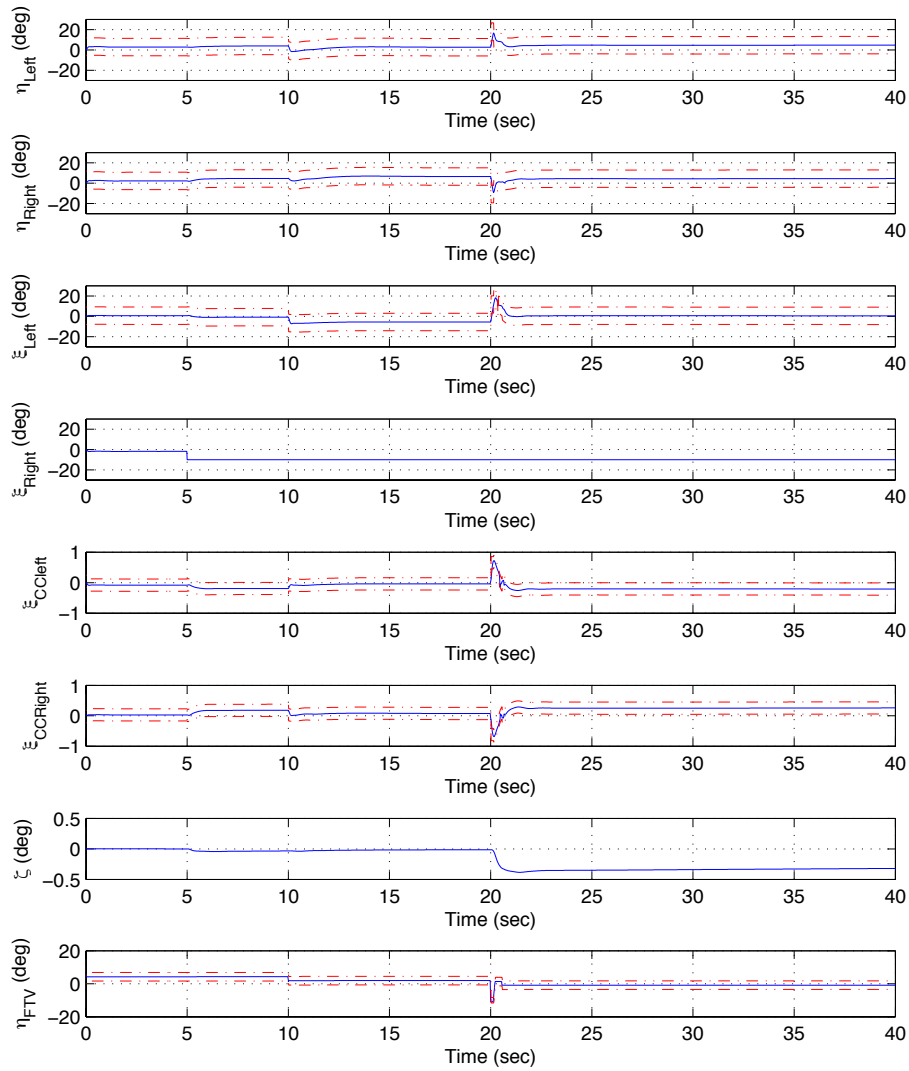 η_Left (deg)
20
0
−20
0 5 10 15 20 25 30 35 40
Time (sec)
η_Right (deg)
20
0
−20
0 5 10 15 20 25 30 35 40
Time (sec)
ξ_Left (deg)
20
0
−20
0 5 10 15 20 25 30 35 40
Time (sec)
ξ_Right (deg)
20
0
−20
0 5 10 15 20 25 30 35 40
Time (sec)
ξ_CCleft
1
0
−1
0 5 10 15 20 25 30 35 40
Time (sec)
ξ_CCRight
1
0
−1
0 5 10 15 20 25 30 35 40
Time (sec)
ζ (deg)
0.5
0
−0.5
0 5 10 15 20 25 30 35 40
Time (sec)
η_FTV (deg)
20
0
−20
0 5 10 15 20 25 30 35 40
Time (sec)